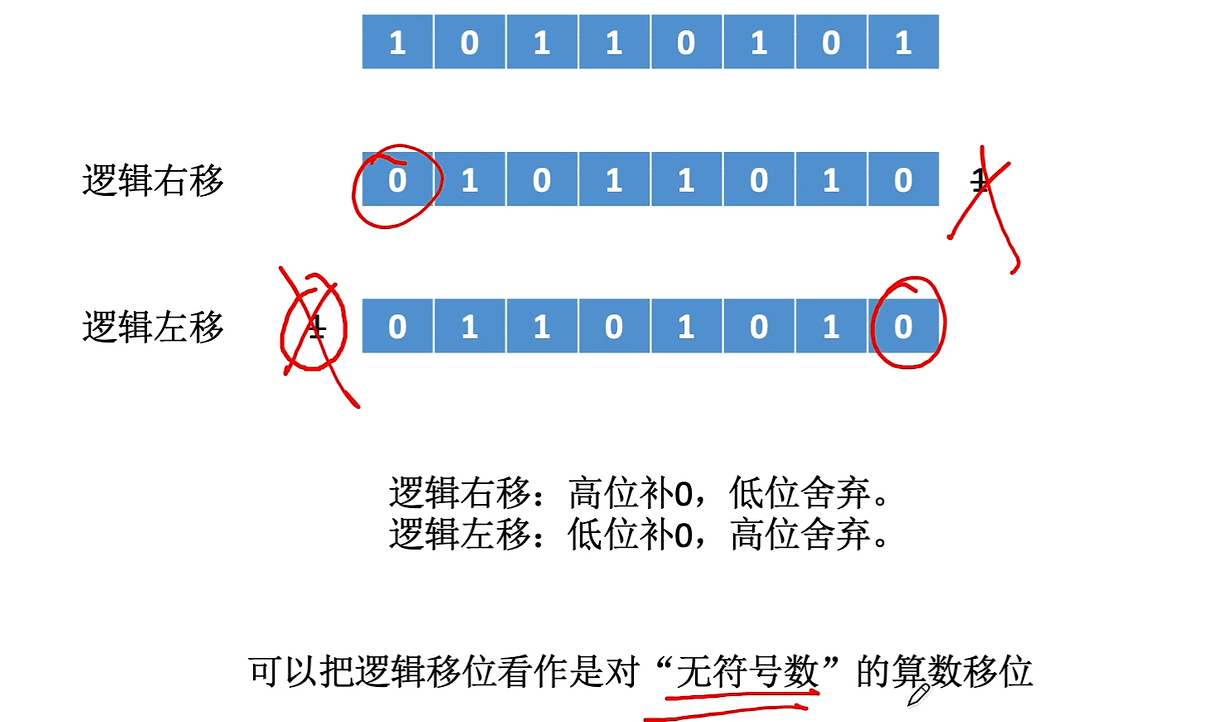 1 0 1 1 0 1 0 1
逻辑右移 0 1 0 1 1 0 1 0 1
逻辑左移 1 0 1 1 0 1 0 1 0
逻辑右移：高位补0，低位舍弃。
逻辑左移：低位补0，高位舍弃。
可以把逻辑移位看作是对“无符号数”的算数移位